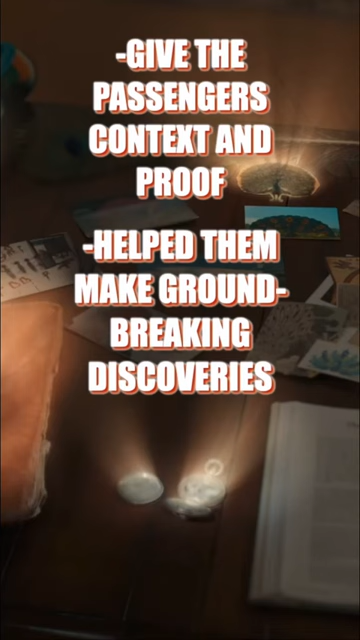 -GIVE THE
PASSENGERS
CONTEXT AND
PROOF
-HELPED THEM
MAKE GROUND-
BREAKING
DISCOVERIES